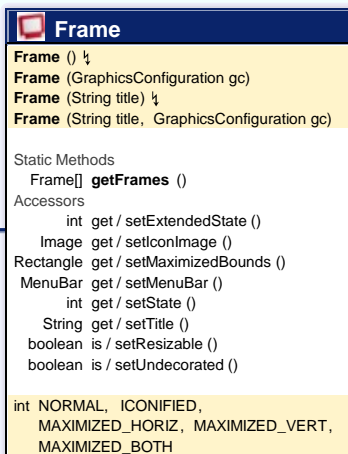 Frame
Frame () ↯
Frame (GraphicsConfiguration gc)
Frame (String title) ↯
Frame (String title, GraphicsConfiguration gc)
Static Methods
Frame[] getFrames ()
Accessors
int get / setExtendedState ()
Image get / setIconImage ()
Rectangle get / setMaximizedBounds ()
MenuBar get / setMenuBar ()
int get / setState ()
String get / setTitle ()
boolean is / setResizable ()
boolean is / setUndecorated ()
int NORMAL, ICONIFIED,
MAXIMIZED_HORIZ, MAXIMIZED_VERT,
MAXIMIZED_BOTH